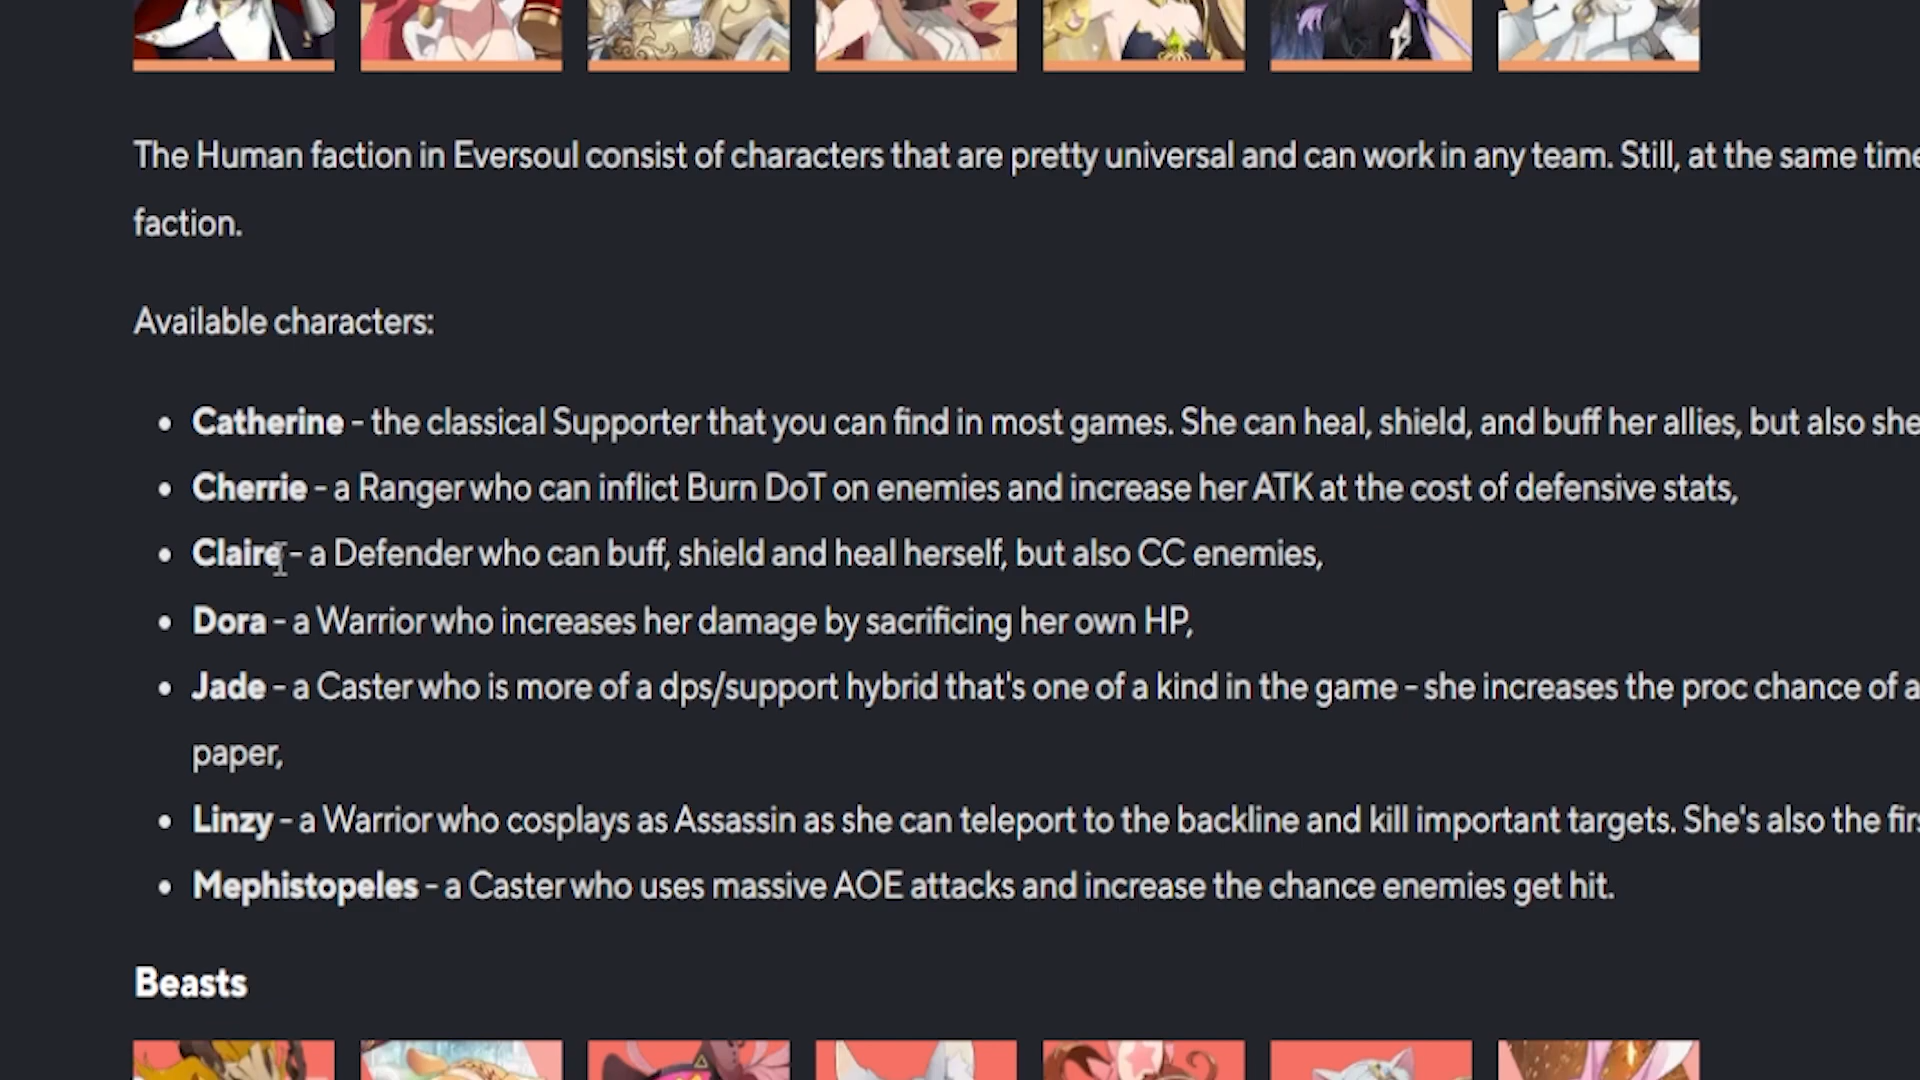 The Human faction in Eversoul consist of characters that are pretty universal and can work in any team. Still, at the same time
faction.
Available characters:
• Catherine - the classical Supporter that you can find in most games. She can heal, shield, and buff her allies, but also she
• Cherrie - a Ranger who can inflict Burn DoT on enemies and increase her ATK at the cost of defensive stats,
• Claire - a Defender who can buff, shield and heal herself, but also CC enemies,
• Dora - a Warrior who increases her damage by sacrificing her own HP,
• Jade - a Caster who is more of a dps/support hybrid that's one of a kind in the game - she increases the proc chance of a
paper,
• Linzy - a Warrior who cosplays as Assassin as she can teleport to the backline and kill important targets. She's also the firs
• Mephistopeles - a Caster who uses massive AOE attacks and increase the chance enemies get hit.
Beasts